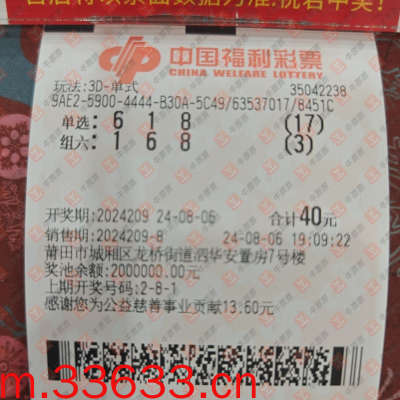 中国福利彩票
CHINA WELFARE LOTTERY
玩法:3D-单式 35042238
9AE2-5900-4444-B30A-5C49/63537017/8451C
单选: 6 1 8 (17)
组六: 1 6 8 (3)
开奖期:2024209 24-08-06 合计40元
销售期:2024209-8 24-08-06 19:09:22
莆田市城厢区龙桥街道泗华安置房7号楼
奖池余额:2000000.00元
上期开奖号码:2-8-1
感谢您为公益慈善事业贡献13.60元
m.33633.cn